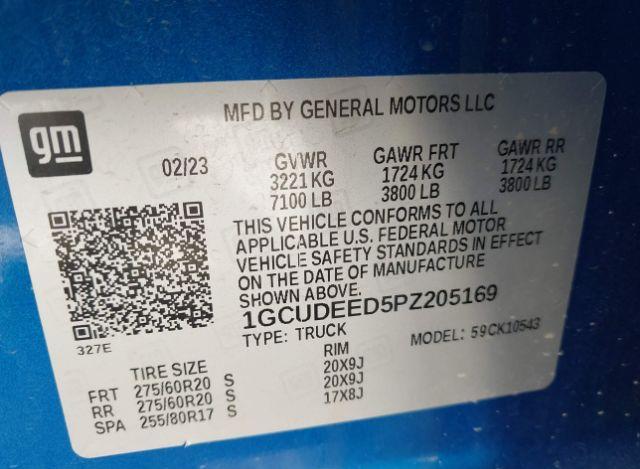 gm
MFD BY GENERAL MOTORS LLC
02/23 GVWR GAWR FRT GAWR RR
3221 KG 1724 KG 1724 KG
7100 LB 3800 LB 3800 LB
THIS VEHICLE CONFORMS TO ALL
APPLICABLE U.S. FEDERAL MOTOR
VEHICLE SAFETY STANDARDS IN EFFECT
ON THE DATE OF MANUFACTURE
SHOWN ABOVE.
1GCUDEED5PZ205169
327E
TYPE: TRUCK MODEL: 59CK10543
TIRE SIZE RIM
FRT 275/60R20 S 20X9J
RR 275/60R20 S 20X9J
SPA 255/80R17 S 17X8J